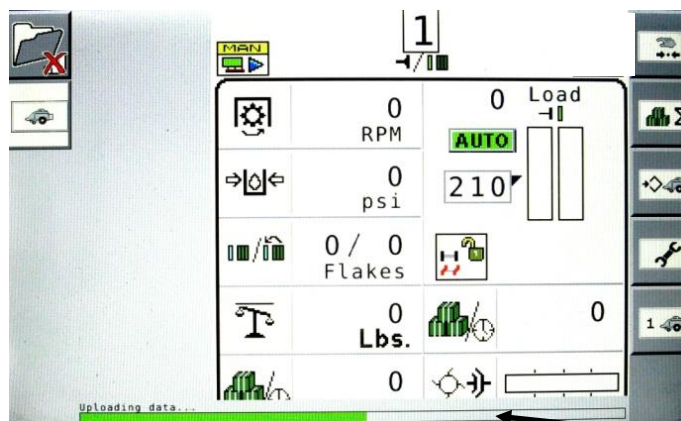 1
MAN
0 RPM
0 Load
AUTO
0 psi
210
0 / 0 Flakes
0 Lbs.
0
0
1
Uploading data...